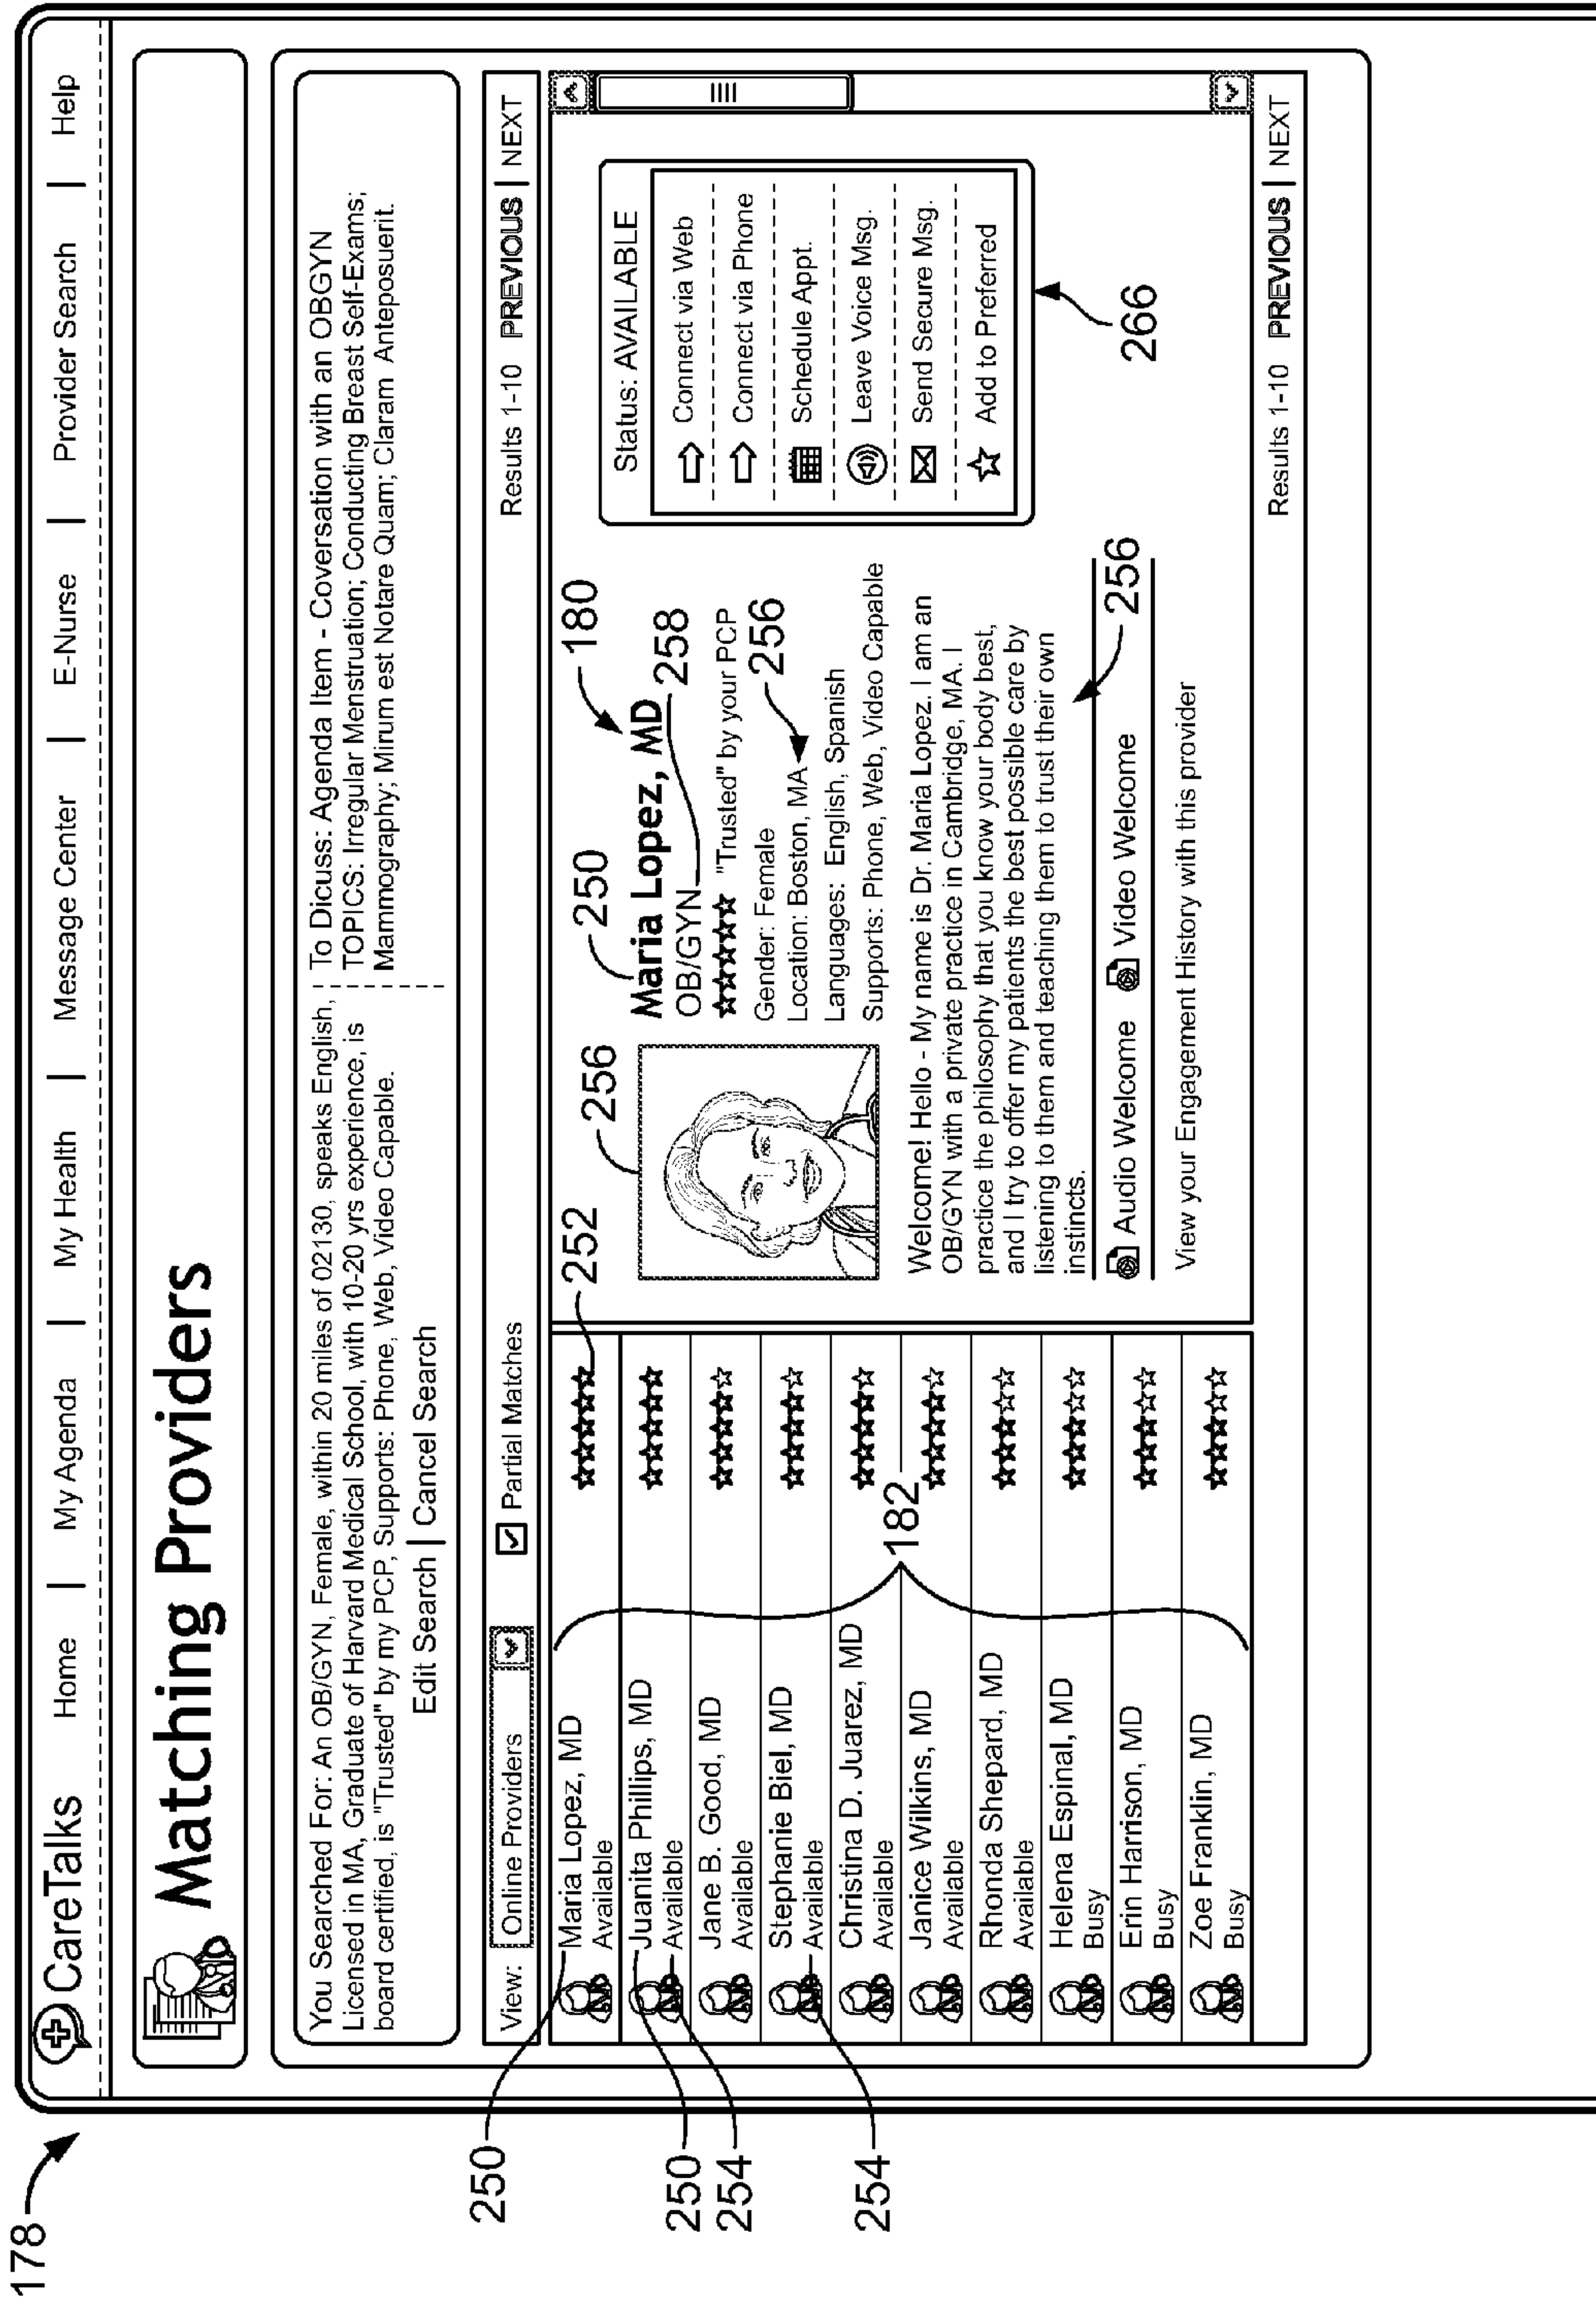 178
CareTalks Home | My Agenda | My Health | Message Center | E-Nurse | Provider Search | Help
Matching Providers
You Searched For: An OB/GYN, Female, within 20 miles of 02130, speaks English,
Licensed in MA, Graduate of Harvard Medical School, with 10-20 yrs experience, is
board certified, is "Trusted" by my PCP, Supports: Phone, Web, Video Capable.
Edit Search | Cancel Search
To Dicuss: Agenda Item - Coversation with an OBGYN
TOPICS: Irregular Menstruation; Conducting Breast Self-Exams;
Mammography; Mirum est Notare Quam; Claram Anteposuerit.
View: Online Providers Partial Matches
Results 1-10 PREVIOUS | NEXT
250
Maria Lopez, MD
Available
252
250
Juanita Phillips, MD
254
Available
Jane B. Good, MD
Available
Stephanie Biel, MD
254
Available
Christina D. Juarez, MD
Available
182
Janice Wilkins, MD
Available
Rhonda Shepard, MD
Available
Helena Espinal, MD
Busy
Erin Harrison, MD
Busy
Zoe Franklin, MD
Busy
256
250
180
Maria Lopez, MD
OB/GYN
258
"Trusted" by your PCP
Gender: Female
Location: Boston, MA
256
Languages: English, Spanish
Supports: Phone, Web, Video Capable
Welcome! Hello - My name is Dr. Maria Lopez. I am an
OB/GYN with a private practice in Cambridge, MA. I
practice the philosophy that you know your body best,
and I try to offer my patients the best possible care by
listening to them and teaching them to trust their own
instincts.
256
Audio Welcome Video Welcome
View your Engagement History with this provider
Status: AVAILABLE
Connect via Web
Connect via Phone
Schedule Appt.
Leave Voice Msg.
Send Secure Msg.
Add to Preferred
266
Results 1-10 PREVIOUS | NEXT